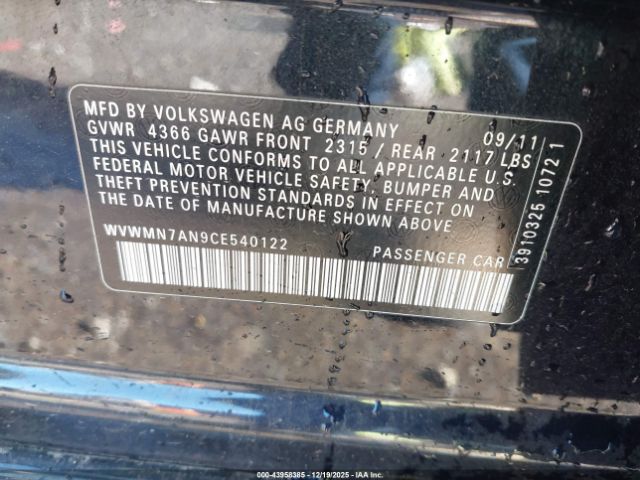 MFD BY VOLKSWAGEN AG GERMANY 09/11
GVWR 4366 GAWR FRONT 2315 / REAR 2117 LBS
THIS VEHICLE CONFORMS TO ALL APPLICABLE U.S.
FEDERAL MOTOR VEHICLE SAFETY, BUMPER AND
THEFT PREVENTION STANDARDS IN EFFECT ON
THE DATE OF MANUFACTURE SHOWN ABOVE
WVWMN7AN9CE540122
PASSENGER CAR
3910325 1072 1
000-43958385 - 12/19/2025 - IAA Inc.